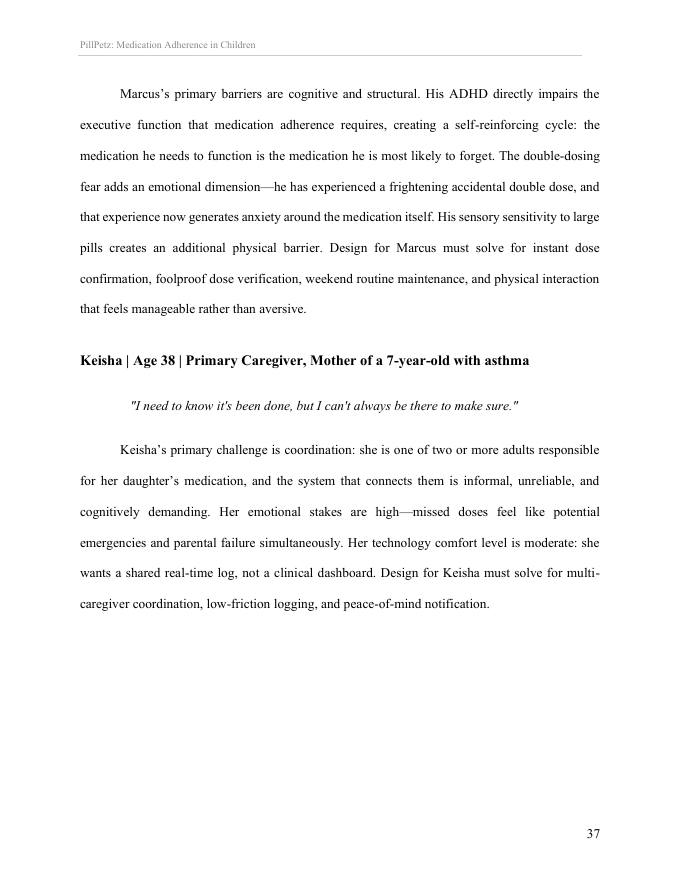 PillPetz: Medication Adherence in Children
Marcus’s primary barriers are cognitive and structural. His ADHD directly impairs the
executive function that medication adherence requires, creating a self-reinforcing cycle: the
medication he needs to function is the medication he is most likely to forget. The double-dosing
fear adds an emotional dimension—he has experienced a frightening accidental double dose, and
that experience now generates anxiety around the medication itself. His sensory sensitivity to large
pills creates an additional physical barrier. Design for Marcus must solve for instant dose
confirmation, foolproof dose verification, weekend routine maintenance, and physical interaction
that feels manageable rather than aversive.
Keisha | Age 38 | Primary Caregiver, Mother of a 7-year-old with asthma
"I need to know it's been done, but I can't always be there to make sure."
Keisha’s primary challenge is coordination: she is one of two or more adults responsible
for her daughter’s medication, and the system that connects them is informal, unreliable, and
cognitively demanding. Her emotional stakes are high—missed doses feel like potential
emergencies and parental failure simultaneously. Her technology comfort level is moderate: she
wants a shared real-time log, not a clinical dashboard. Design for Keisha must solve for multi-
caregiver coordination, low-friction logging, and peace-of-mind notification.
37